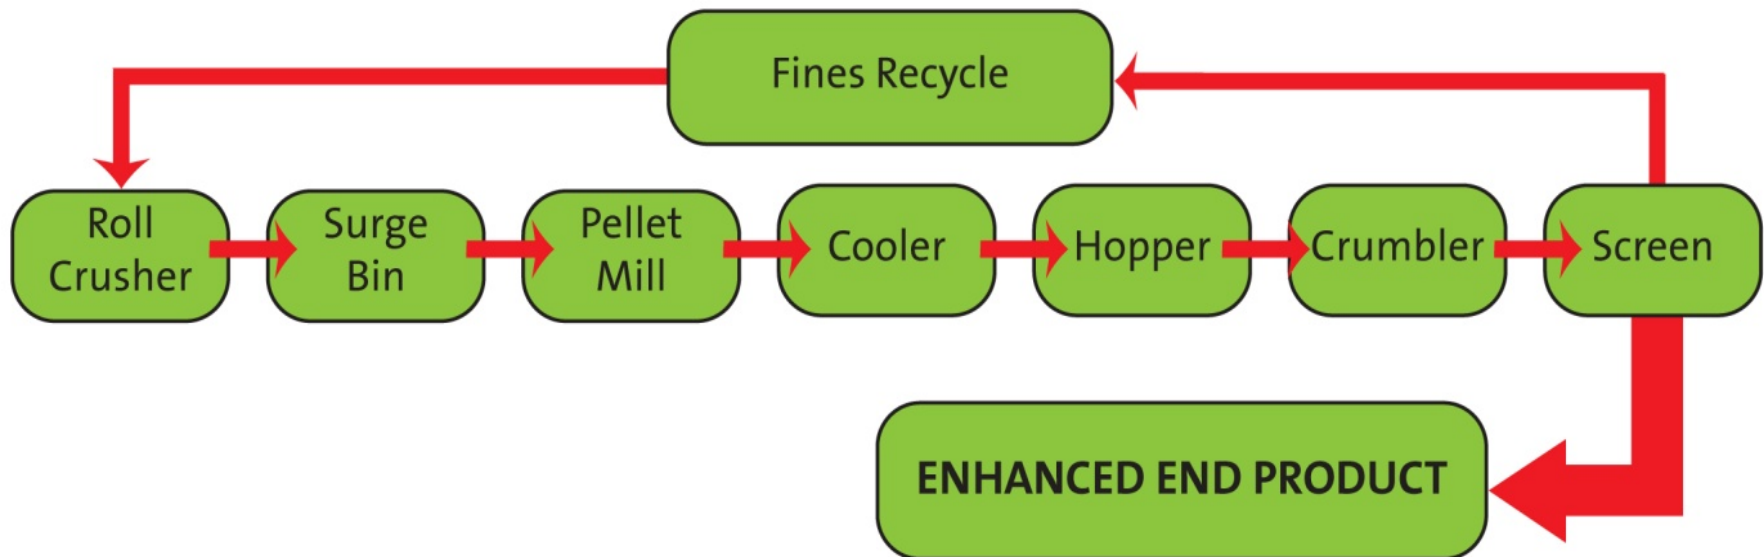 Fines Recycle
Roll
Crusher
Surge
Bin
Pellet
Mill
Cooler
Hopper
Crumbler
Screen
ENHANCED END PRODUCT